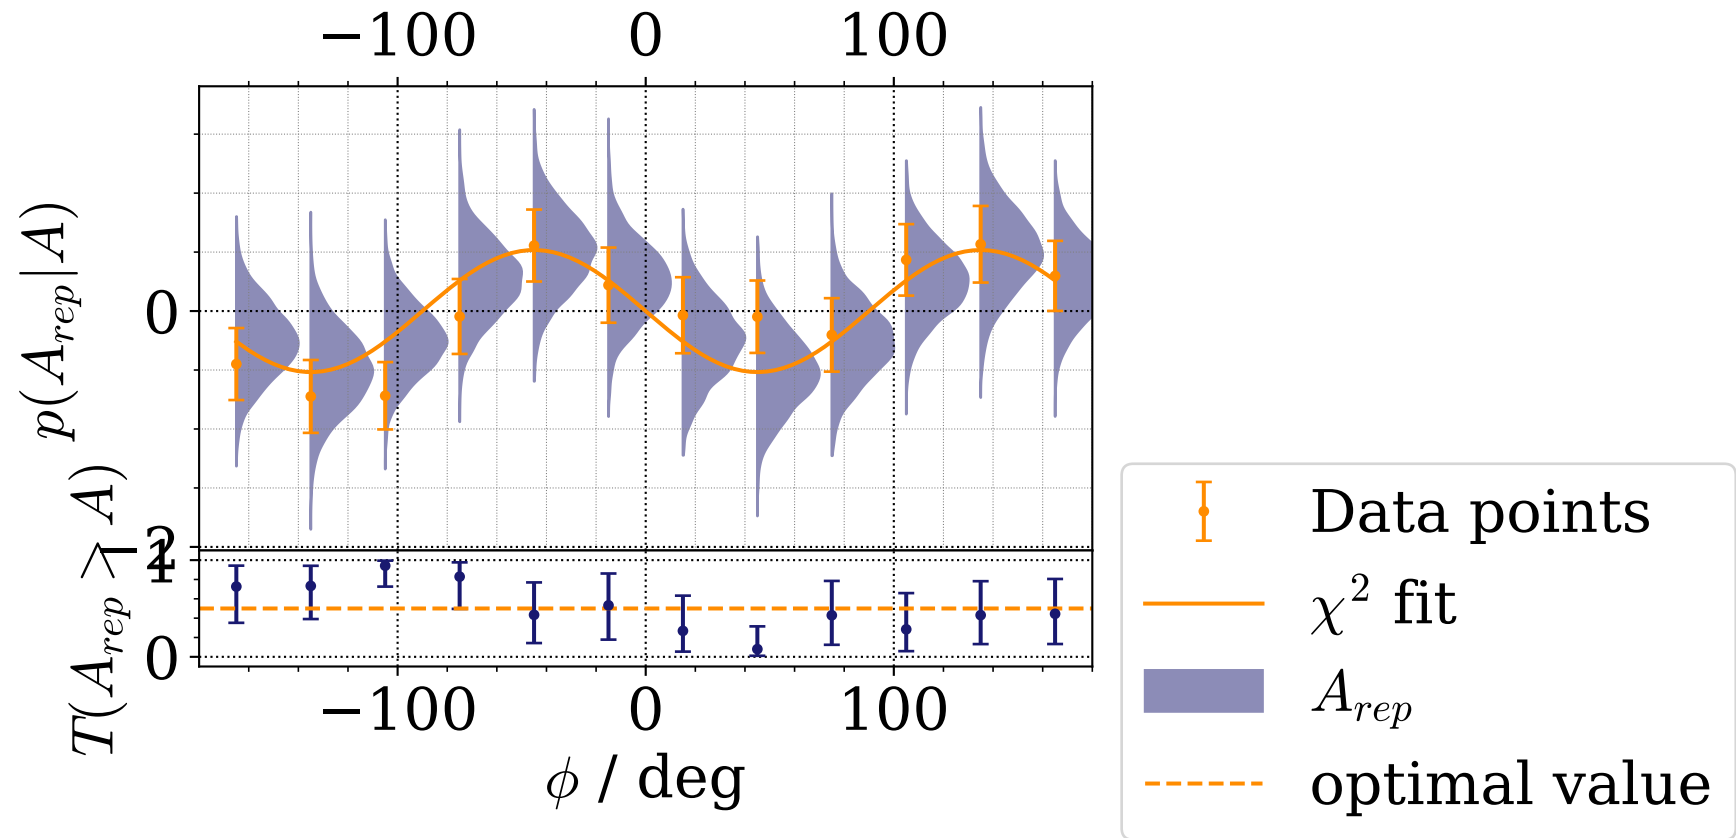 −100 0 100
p(A_rep|A)
0
−2
T(A_rep > A)
1
0
−100 0 100
ϕ / deg
Data points
χ² fit
A_rep
optimal value